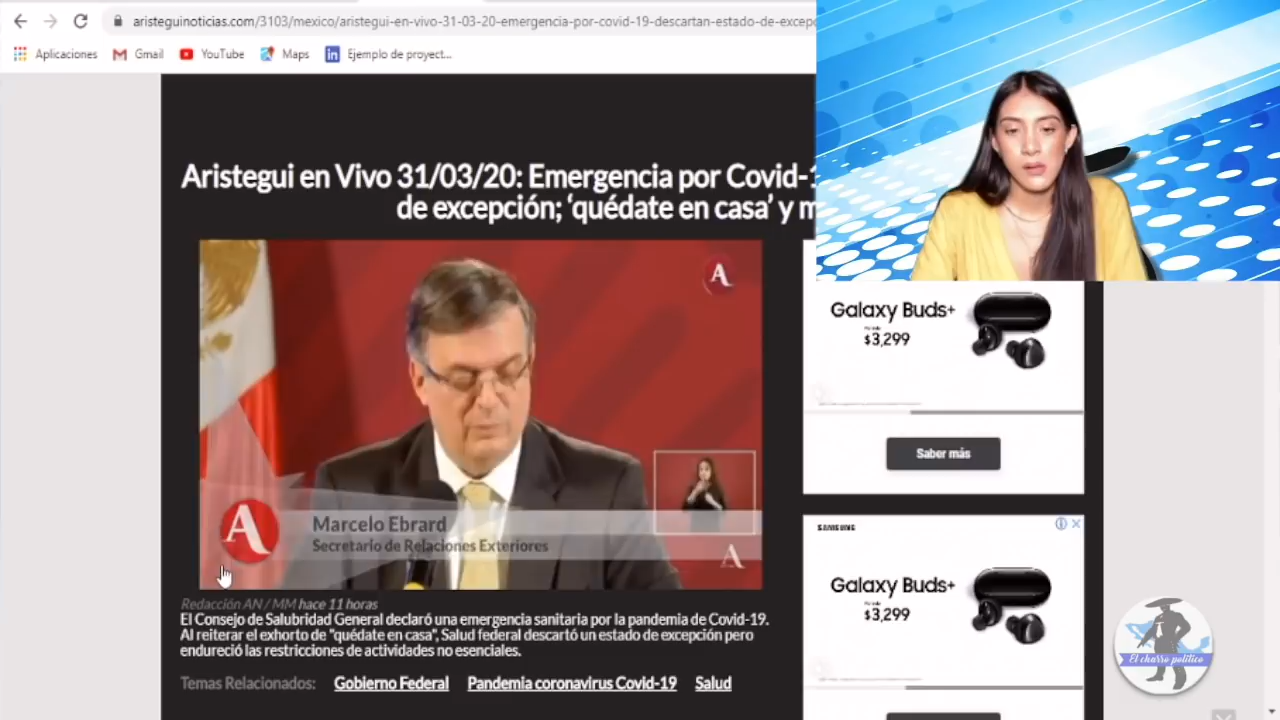 aristeguinoticias.com/3103/mexico/aristegui-en-vivo-31-03-20-emergencia-por-covid-19-descartan-estado-de-excepc
Aplicaciones
Gmail
YouTube
Maps
Ejemplo de proyect...
Aristegui en Vivo 31/03/20: Emergencia por Covid-1
de excepción; ‘quédate en casa’ y m
A
Marcelo Ebrard
Secretario de Relaciones Exteriores
A
A
Redacción AN / MM hace 11 horas
El Consejo de Salubridad General declaró una emergencia sanitaria por la pandemia de Covid-19.
Al reiterar el exhorto de "quédate en casa", Salud federal descartó un estado de excepción pero
endureció las restricciones de actividades no esenciales.
Temas Relacionados: Gobierno Federal Pandemia coronavirus Covid-19 Salud
Galaxy Buds+
$3,299
Saber más
SAMSUNG
Galaxy Buds+
$3,299
El charro político